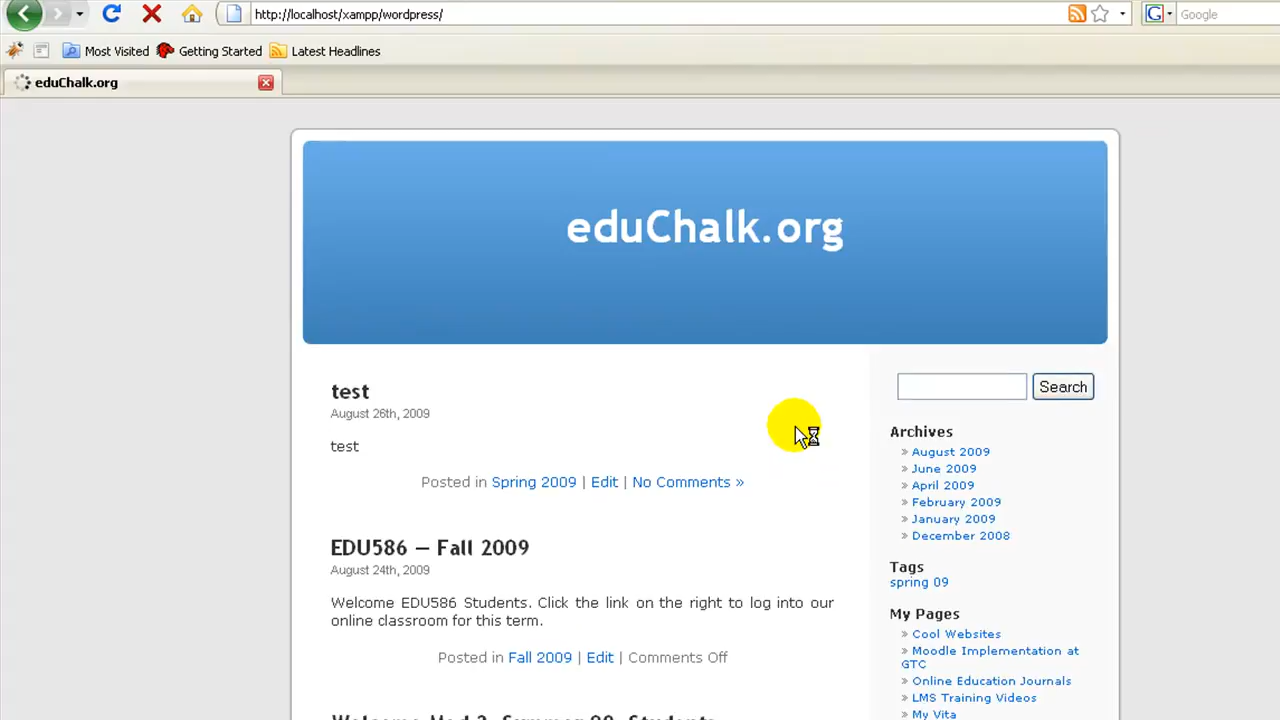 http://localhost/xampp/wordpress/
Google
Most Visited
Getting Started
Latest Headlines
eduChalk.org
eduChalk.org
test
August 26th, 2009
test
Posted in Spring 2009 | Edit | No Comments »
EDU586 — Fall 2009
August 24th, 2009
Welcome EDU586 Students. Click the link on the right to log into our
online classroom for this term.
Posted in Fall 2009 | Edit | Comments Off
Search
Archives
» August 2009
» June 2009
» April 2009
» February 2009
» January 2009
» December 2008
Tags
spring 09
My Pages
» Cool Websites
» Moodle Implementation at
GTC
» Online Education Journals
» LMS Training Videos
» My Vita